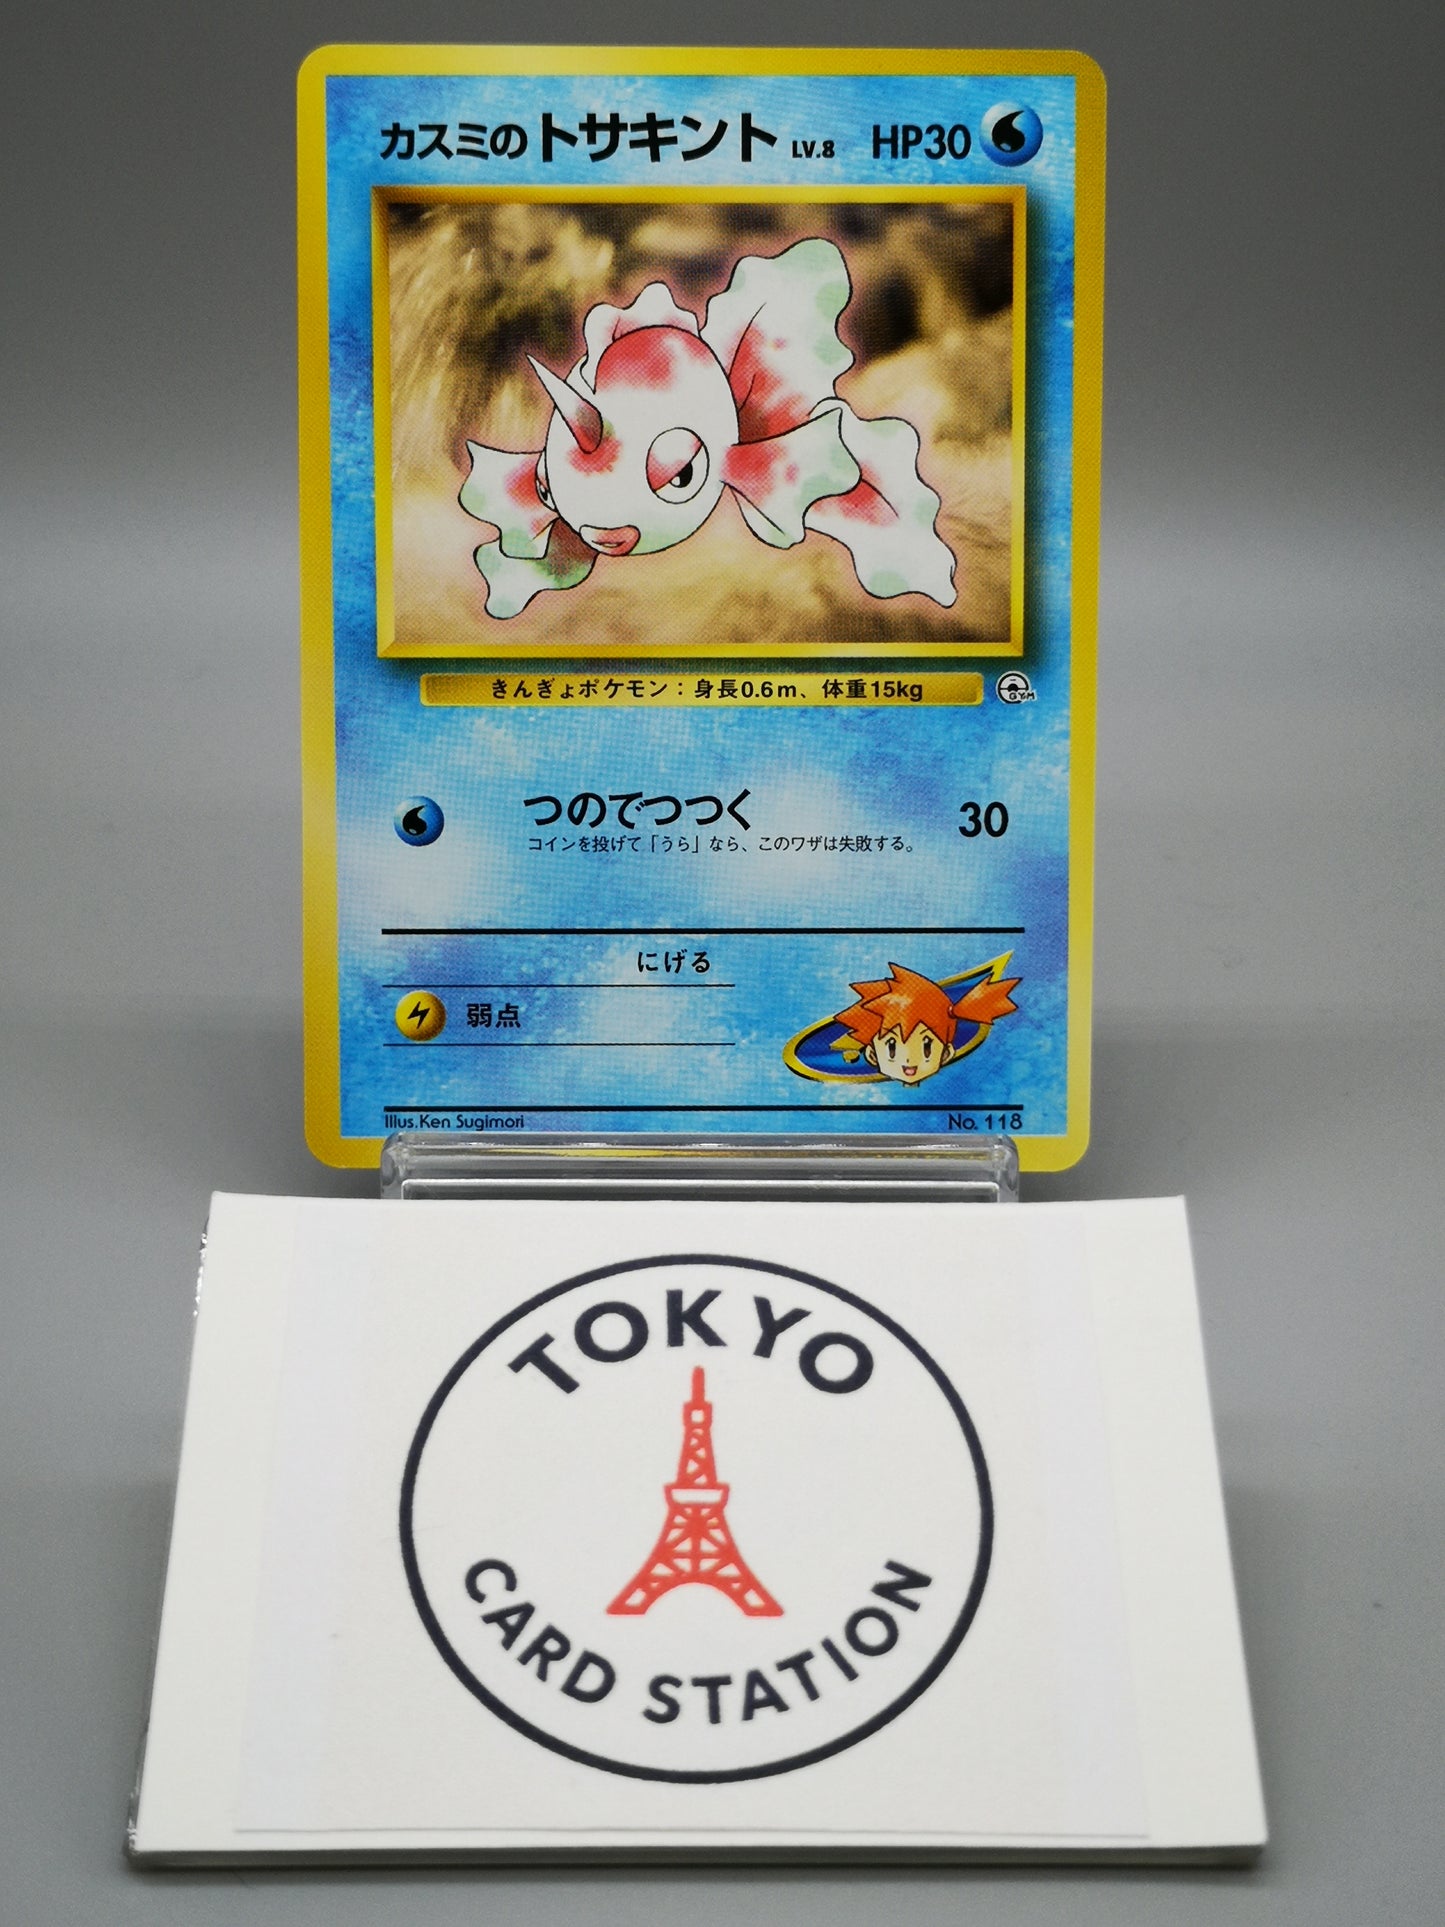 カスミのトサキント LV.8 HP30
きんぎょポケモン：身長0.6m、体重15kg
GYM
つのでつつく 30
コインを投げて「うら」なら、このワザは失敗する。
にげる
弱点
Illus.Ken Sugimori No. 118
TOKYO
CARD STATION